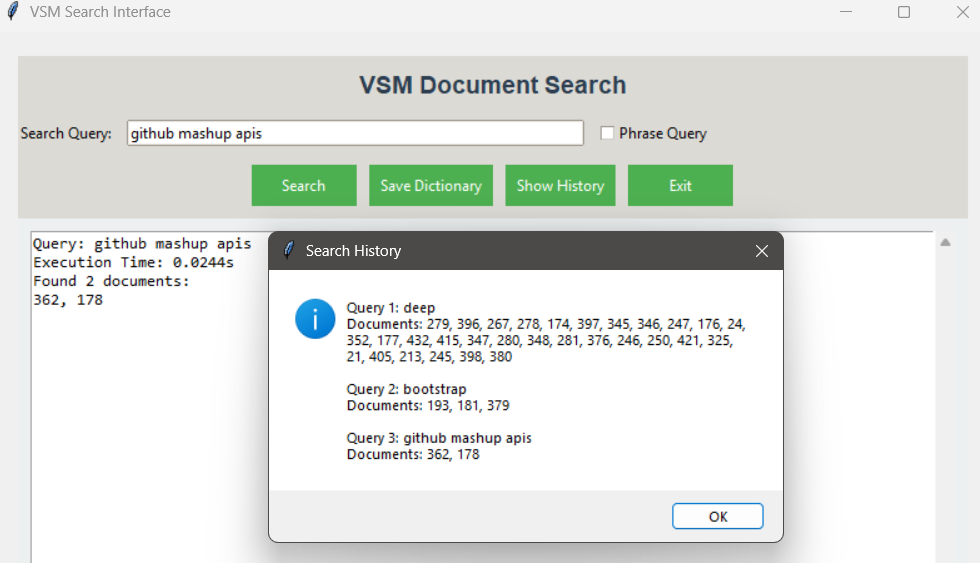 VSM Search Interface
VSM Document Search
Search Query: github mashup apis Phrase Query
Search Save Dictionary Show History Exit
Query: github mashup apis
Execution Time: 0.0244s
Found 2 documents:
362, 178
Search History
Query 1: deep
Documents: 279, 396, 267, 278, 174, 397, 345, 346, 247, 176, 24,
352, 177, 432, 415, 347, 280, 348, 281, 376, 246, 250, 421, 325,
21, 405, 213, 245, 398, 380
Query 2: bootstrap
Documents: 193, 181, 379
Query 3: github mashup apis
Documents: 362, 178
OK